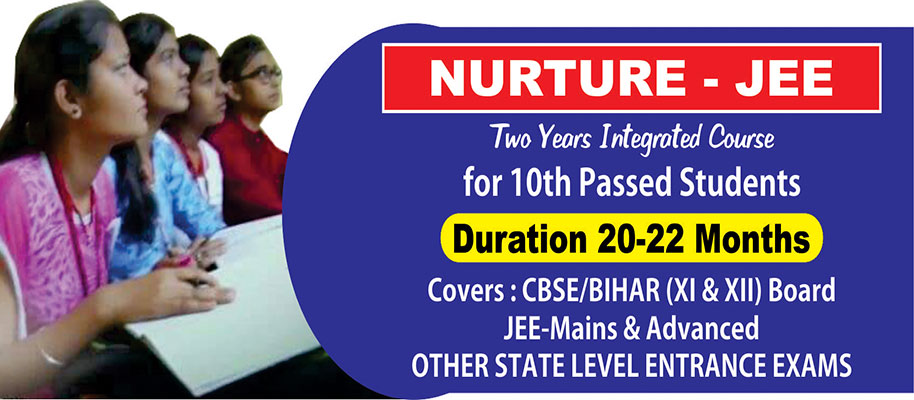 NURTURE - JEE
Two Years Integrated Course
for 10th Passed Students
Duration 20-22 Months
Covers : CBSE/BIHAR (XI & XII) Board
JEE-Mains & Advanced
OTHER STATE LEVEL ENTRANCE EXAMS